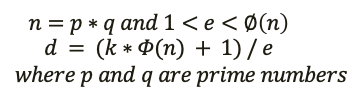 n = p * q and 1 < e < Ø(n)
d = (k * Φ(n) + 1) / e
where p and q are prime numbers